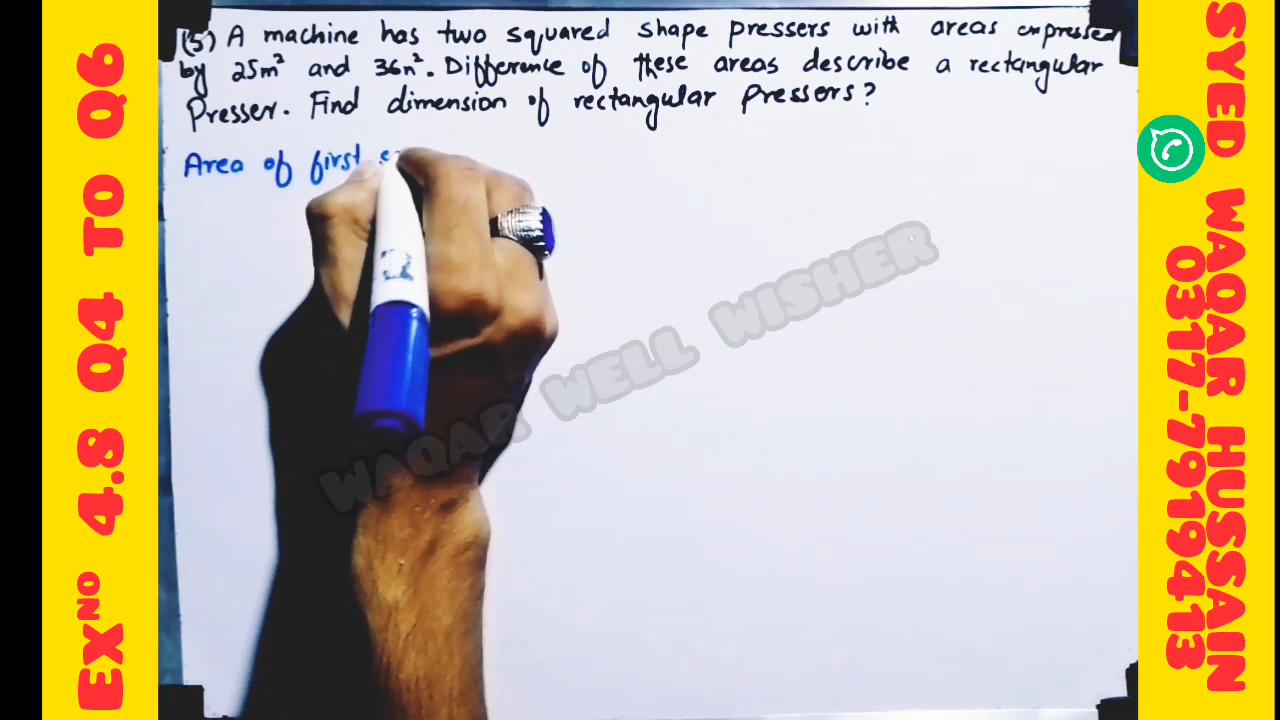 (5) A machine has two squared shape pressers with areas expressed
by 25m² and 36n². Difference of these areas describe a rectangular
Presser. Find dimension of rectangular Pressers?
Area of first
WAQAR WELL WISHER
Exᴺᴼ 4.8 Q4 TO Q6
SYED WAQAR HUSSAIN
0317-7919413